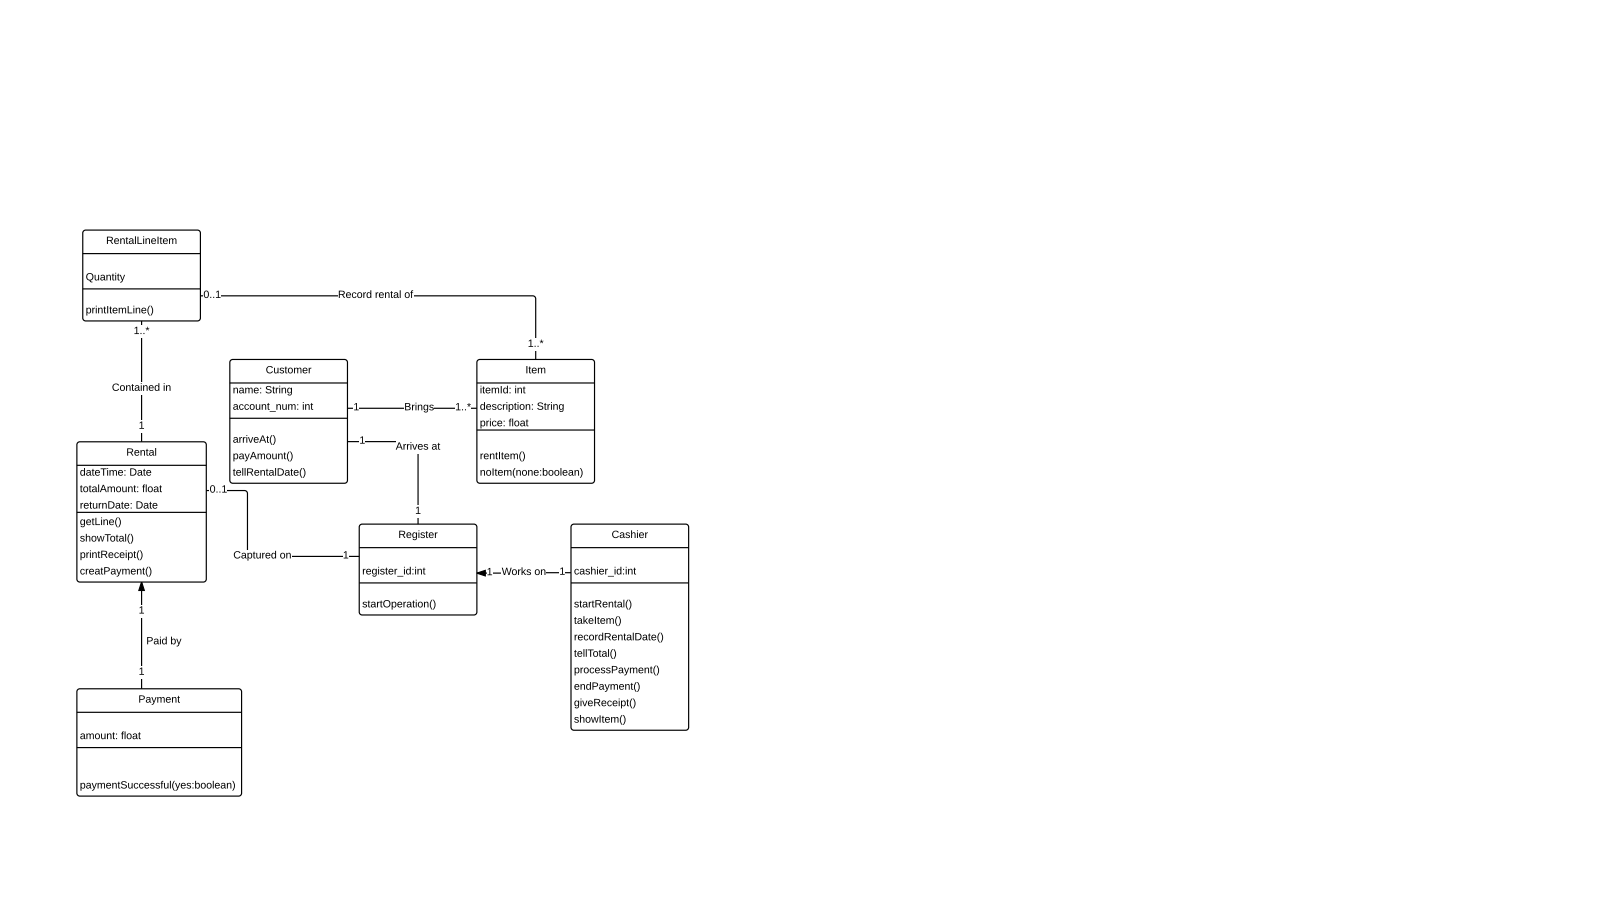 RentalLineItem
Quantity
printItemLine()
0..1
Record rental of
1..*
1..*
Contained in
1
Customer
name: String
account_num: int
arriveAt()
payAmount()
tellRentalDate()
1
Brings
1..*
Item
itemId: int
description: String
price: float
rentItem()
noItem(none:boolean)
1
Arrives at
1
Rental
dateTime: Date
totalAmount: float
returnDate: Date
getLine()
showTotal()
printReceipt()
creatPayment()
0..1
Captured on
1
Register
register_id:int
startOperation()
1
Works on
1
Cashier
cashier_id:int
startRental()
takeItem()
recordRentalDate()
tellTotal()
processPayment()
endPayment()
giveReceipt()
showItem()
1
Paid by
1
Payment
amount: float
paymentSuccessful(yes:boolean)